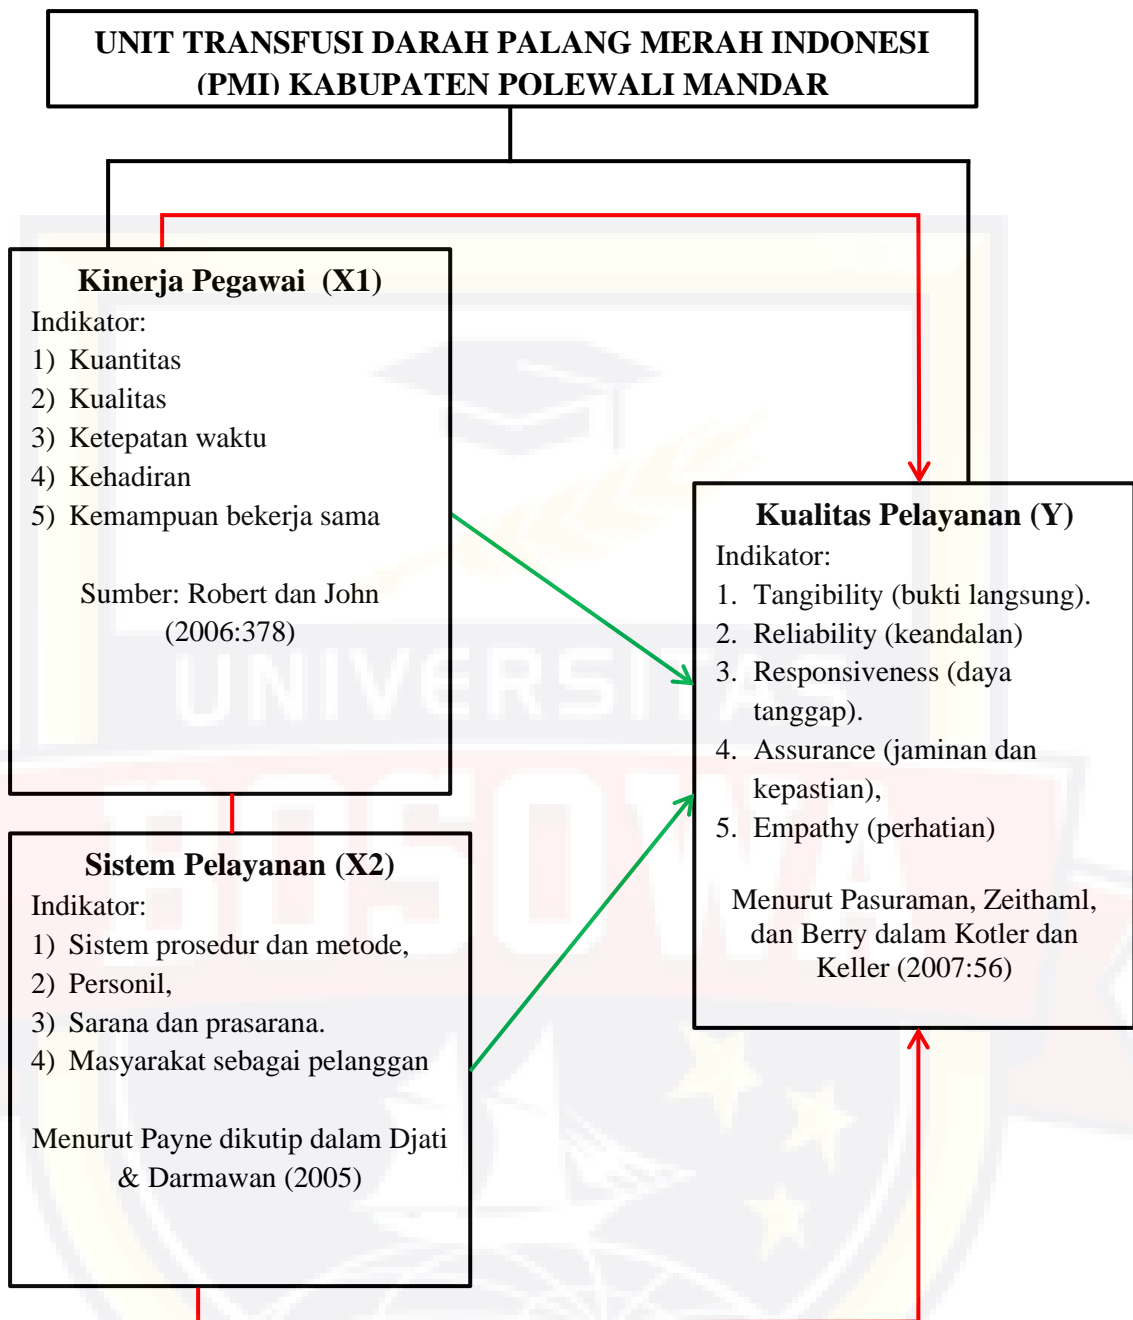 UNIT TRANSFUSI DARAH PALANG MERAH INDONESI
(PMI) KABUPATEN POLEWALI MANDAR
Kinerja Pegawai (X1)
Indikator:
1) Kuantitas
2) Kualitas
3) Ketepatan waktu
4) Kehadiran
5) Kemampuan bekerja sama
Sumber: Robert dan John
(2006:378)
Sistem Pelayanan (X2)
Indikator:
1) Sistem prosedur dan metode,
2) Personil,
3) Sarana dan prasarana.
4) Masyarakat sebagai pelanggan
Menurut Payne dikutip dalam Djati
& Darmawan (2005)
Kualitas Pelayanan (Y)
Indikator:
1. Tangibility (bukti langsung).
2. Reliability (keandalan)
3. Responsiveness (daya
tanggap).
4. Assurance (jaminan dan
kepastian),
5. Empathy (perhatian)
Menurut Pasuraman, Zeithaml,
dan Berry dalam Kotler dan
Keller (2007:56)
UNIVERSITAS
BOSOWA